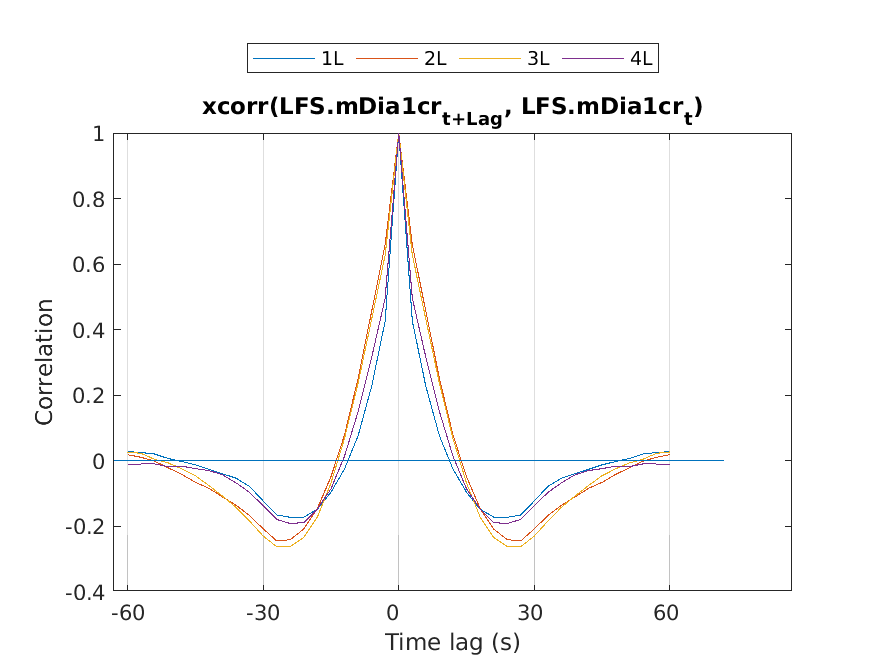 1L 2L 3L 4L
xcorr(LFS.mDia1cr_t+Lag, LFS.mDia1cr_t)
1
0.8
0.6
0.4
0.2
0
-0.2
-0.4
Correlation
-60 -30 0 30 60
Time lag (s)